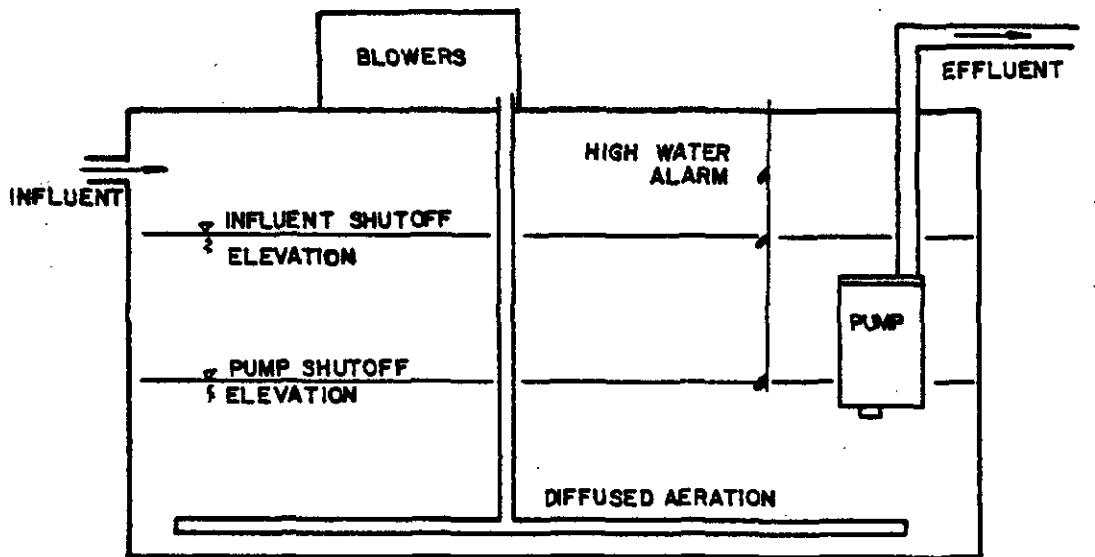 BLOWERS
EFFLUENT
HIGH WATER
ALARM
INFLUENT
INFLUENT SHUTOFF
ELEVATION
PUMP
PUMP SHUTOFF
ELEVATION
DIFFUSED AERATION